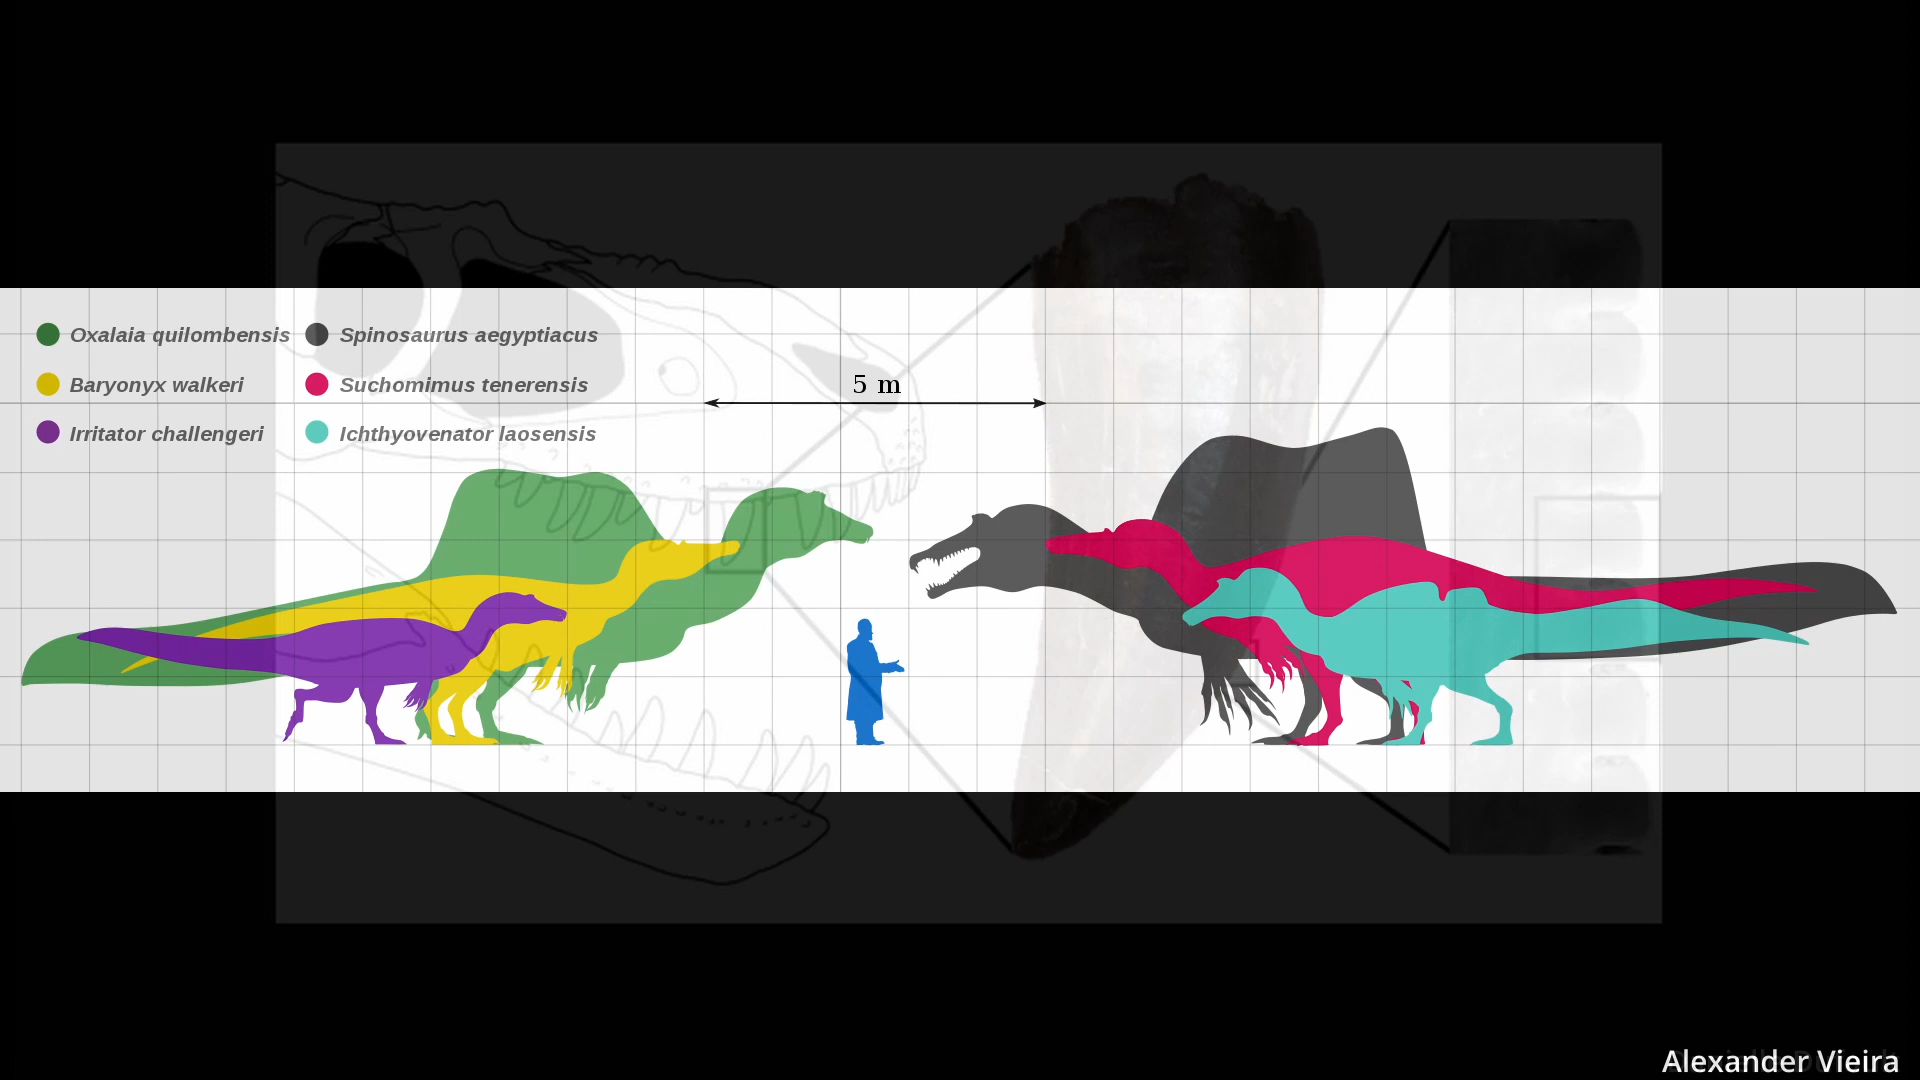 Oxalaia quilombensis
Spinosaurus aegyptiacus
Baryonyx walkeri
Suchomimus tenerensis
Irritator challengeri
Ichthyovenator laosensis
5 m
Alexander Vieira